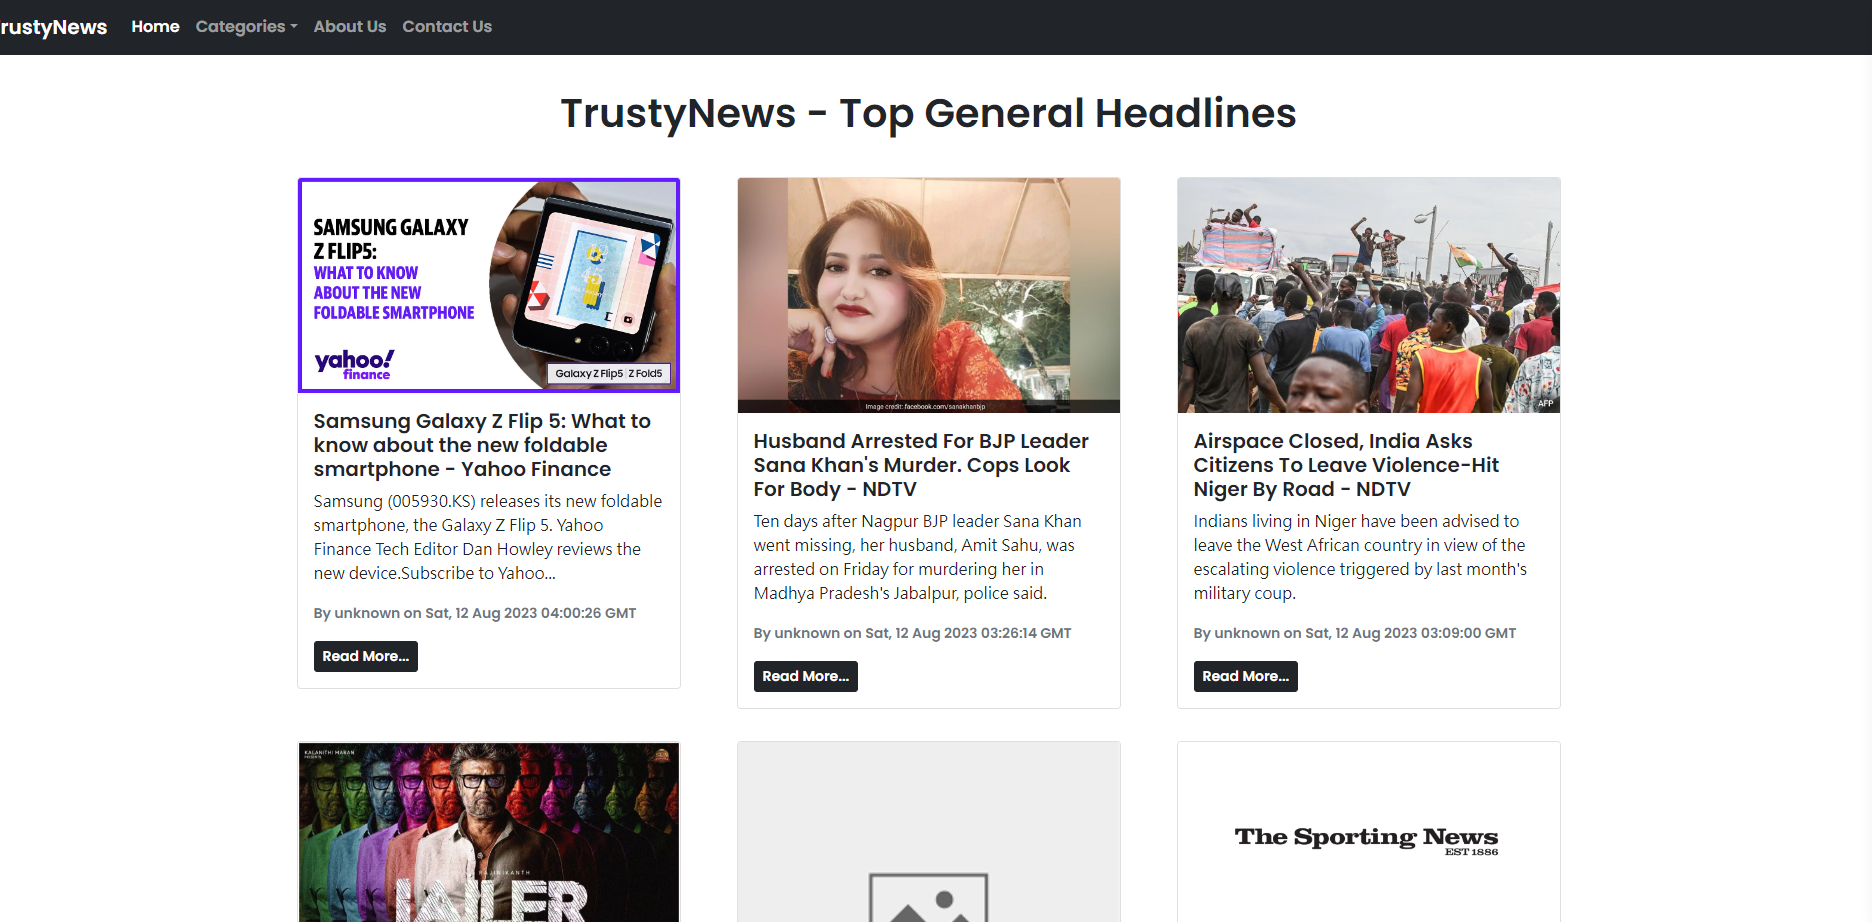 rustyNews Home Categories About Us Contact Us
TrustyNews - Top General Headlines
SAMSUNG GALAXY
Z FLIP5:
WHAT TO KNOW
ABOUT THE NEW
FOLDABLE SMARTPHONE
yahoo!
finance
Galaxy Z Flip5 | Z Fold5
Samsung Galaxy Z Flip 5: What to
know about the new foldable
smartphone - Yahoo Finance
Samsung (005930.KS) releases its new foldable
smartphone, the Galaxy Z Flip 5. Yahoo
Finance Tech Editor Dan Howley reviews the
new device.Subscribe to Yahoo...
By unknown on Sat, 12 Aug 2023 04:00:26 GMT
Read More...
Image credit: facebook.com/sanakhanbjp
Husband Arrested For BJP Leader
Sana Khan's Murder. Cops Look
For Body - NDTV
Ten days after Nagpur BJP leader Sana Khan
went missing, her husband, Amit Sahu, was
arrested on Friday for murdering her in
Madhya Pradesh's Jabalpur, police said.
By unknown on Sat, 12 Aug 2023 03:26:14 GMT
Read More...
AFP
Airspace Closed, India Asks
Citizens To Leave Violence-Hit
Niger By Road - NDTV
Indians living in Niger have been advised to
leave the West African country in view of the
escalating violence triggered by last month's
military coup.
By unknown on Sat, 12 Aug 2023 03:09:00 GMT
Read More...
KALANITHI MARAN
PRESENTS
RAJINIKANTH
JAILER
The Sporting News
EST 1886